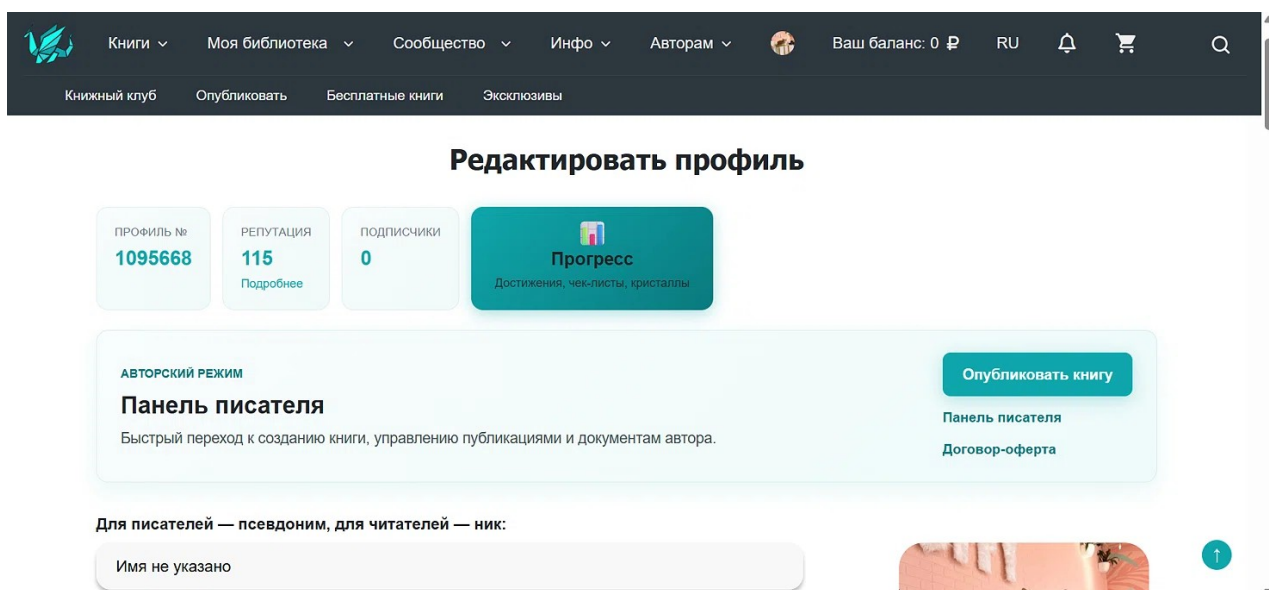 Книги
Моя библиотека
Сообщество
Инфо
Авторам
Ваш баланс: 0 ₽
RU
Книжный клуб
Опубликовать
Бесплатные книги
Эксклюзивы
Редактировать профиль
ПРОФИЛЬ №
1095668
РЕПУТАЦИЯ
115
Подробнее
ПОДПИСЧИКИ
0
Прогресс
Достижения, чек-листы, кристаллы
АВТОРСКИЙ РЕЖИМ
Панель писателя
Быстрый переход к созданию книги, управлению публикациями и документам автора.
Опубликовать книгу
Панель писателя
Договор-оферта
Для писателей — псевдоним, для читателей — ник:
Имя не указано